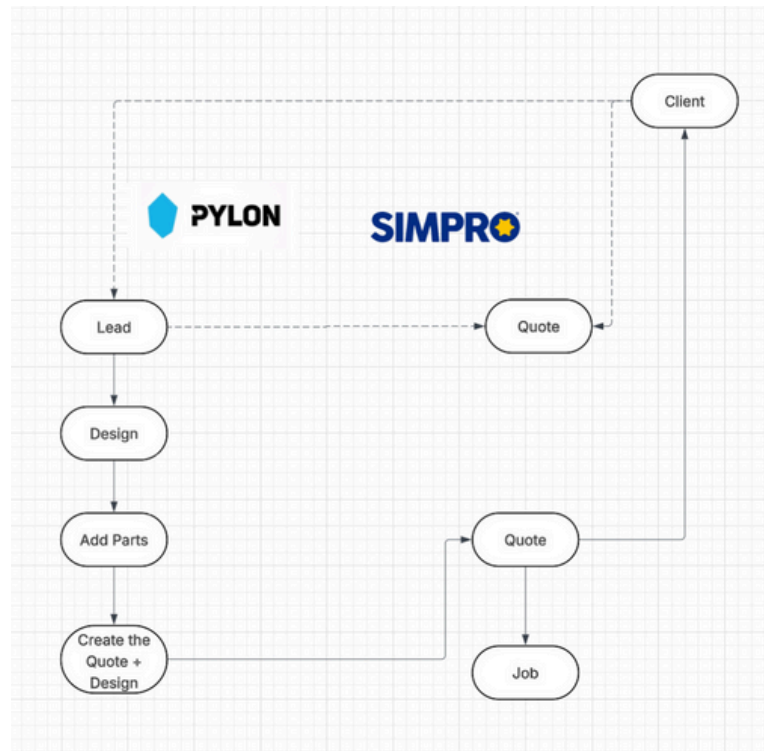 Client
PYLON
SIMPRO
Lead
Quote
Design
Add Parts
Quote
Create the
Quote +
Design
Job